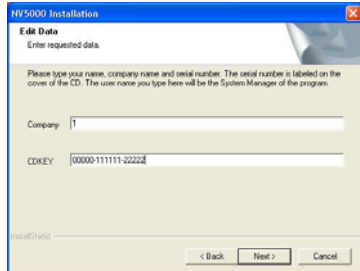 NV5000 Installation
Edit Data
Enter requested data.
Please type your name, company name and serial number. The serial number is labeled on the
cover of the CD. The user name you type here will be the System Manager of the program.
Company 1
CDKEY 00000-111111-22222
InstallShield
< Back Next > Cancel